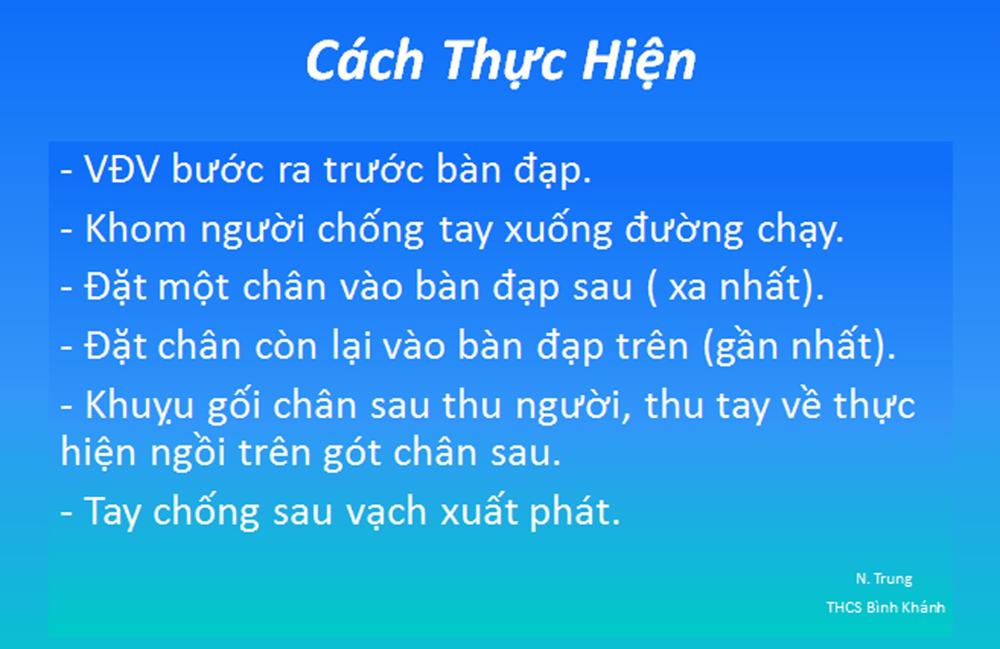 Cách Thực Hiện
- VĐV bước ra trước bàn đạp.
- Khom người chống tay xuống đường chạy.
- Đặt một chân vào bàn đạp sau ( xa nhất).
- Đặt chân còn lại vào bàn đạp trên (gần nhất).
- Khuỵu gối chân sau thu người, thu tay về thực
hiện ngồi trên gót chân sau.
- Tay chống sau vạch xuất phát.
N. Trung
THCS Bình Khánh